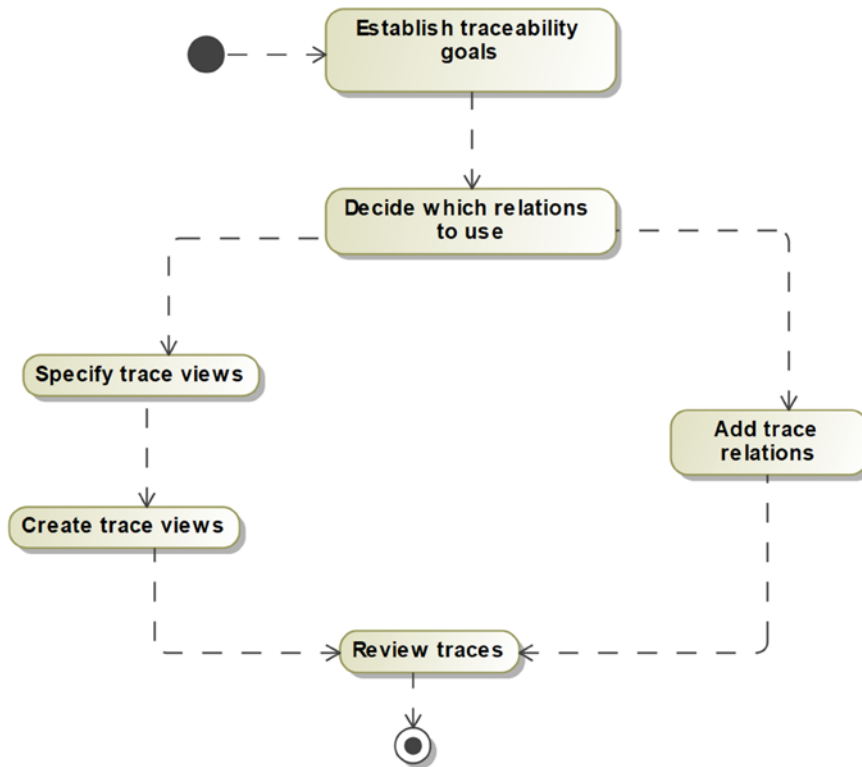 Establish traceability
goals
Decide which relations
to use
Specify trace views
Add trace
relations
Create trace views
Review traces